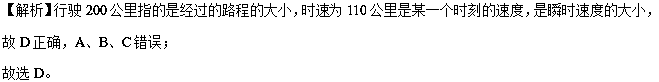 【解析】行驶 200 公里指的是经过的路程的大小，时速为 110 公里是某一个时刻的速度，是瞬时速度的大小，
故 D 正确，A、B、C 错误；
故选 D。